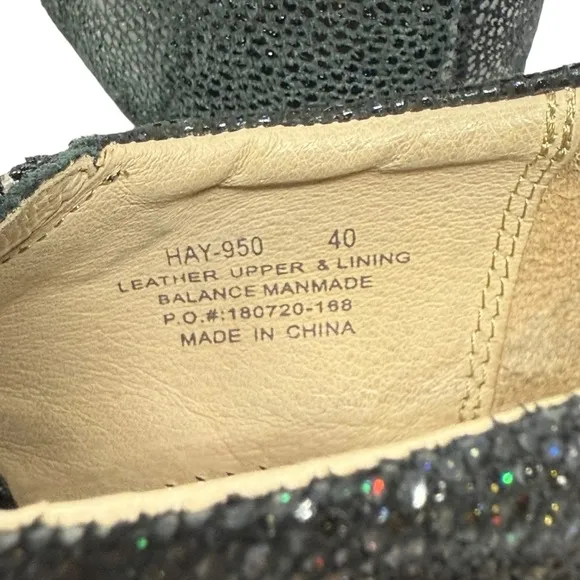 HAY-950 40
LEATHER UPPER & LINING
BALANCE MANMADE
P.O.#:180720-168
MADE IN CHINA